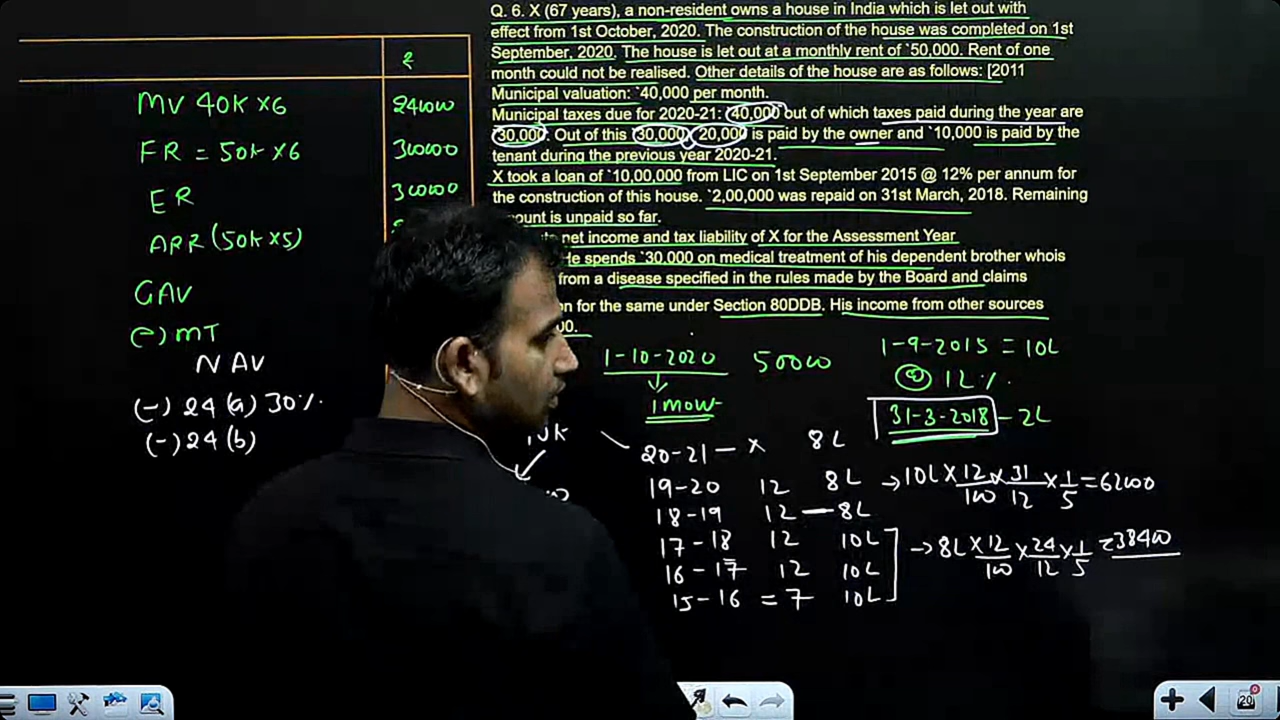 Q. 6. X (67 years), a non-resident owns a house in India which is let out with
effect from 1st October, 2020. The construction of the house was completed on 1st
September, 2020. The house is let out at a monthly rent of `50,000. Rent of one
month could not be realised. Other details of the house are as follows: [2011
Municipal valuation: `40,000 per month.
Municipal taxes due for 2020-21: (40,000 out of which taxes paid during the year are
30,000. Out of this 30,000, 20,000 is paid by the owner and `10,000 is paid by the
tenant during the previous year 2020-21.
X took a loan of `10,00,000 from LIC on 1st September 2015 @ 12% per annum for
the construction of this house. `2,00,000 was repaid on 31st March, 2018. Remaining
amount is unpaid so far.
net income and tax liability of X for the Assessment Year
He spends `30,000 on medical treatment of his dependent brother whois
from a disease specified in the rules made by the Board and claims
on for the same under Section 80DDB. His income from other sources
00.
₹
MV 40K × 6 240000
FR = 50K × 6 300000
ER 300000
ARR (50K × 5)
GAV
(-) MT
NAV
(-) 24 (a) 30%.
(-) 24 (b)
1-10-2020 50000
1 mow
10K
1-9-2015 = 10L
@ 12%.
31-3-2018 - 2L
20-21 - × 8L
19-20 12 8L
18-19 12 - 8L
17-18 12 10L
16-17 12 10L
15-16 = 7 10L
→ 10L × 12/100 × 31/12 × 1/5 = 62000
→ 8L × 12/100 × 24/12 × 1/5 = 38400
20